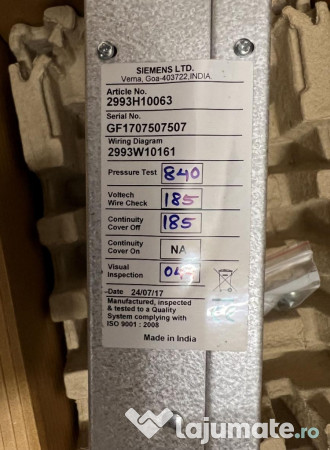 SIEMENS LTD.
Verna, Goa-403722, INDIA.
Article No.
2993H10063
Serial No.
GF1707507507
Wiring Diagram
2993W10161
Pressure Test 840
Voltech
Wire Check 185
Continuity
Cover Off 185
Continuity
Cover On NA
Visual
Inspection
Date 24/07/17
Manufactured, inspected
& tested to a Quality
System complying with
ISO 9001 : 2008
Made in India
lajumate.ro